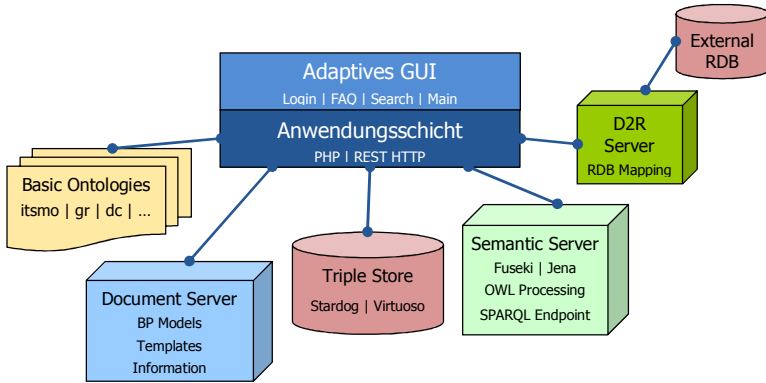 External
RDB
Adaptives GUI
Login | FAQ | Search | Main
Anwendungsschicht
PHP | REST HTTP
D2R
Server
RDB Mapping
Basic Ontologies
itsmo | gr | dc | ...
Document Server
BP Models
Templates
Information
Triple Store
Stardog | Virtuoso
Semantic Server
Fuseki | Jena
OWL Processing
SPARQL Endpoint